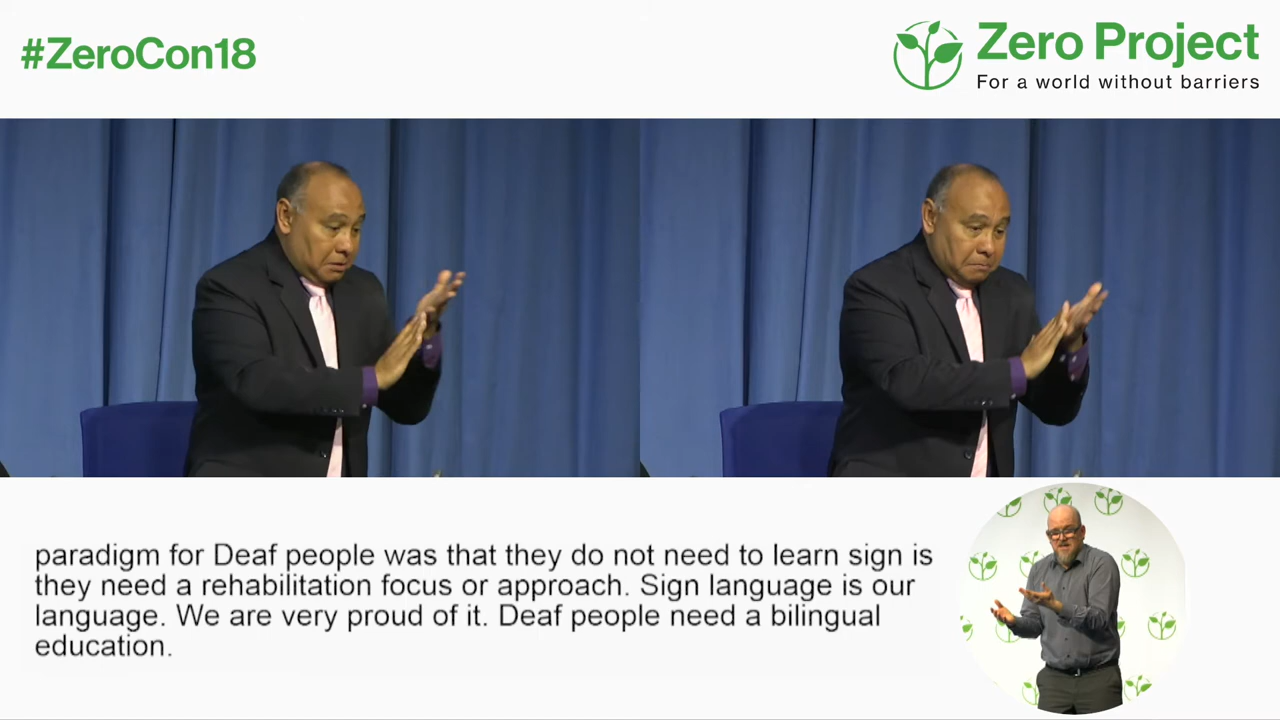 #ZeroCon18
Zero Project
For a world without barriers
paradigm for Deaf people was that they do not need to learn sign is
they need a rehabilitation focus or approach. Sign language is our
language. We are very proud of it. Deaf people need a bilingual
education.